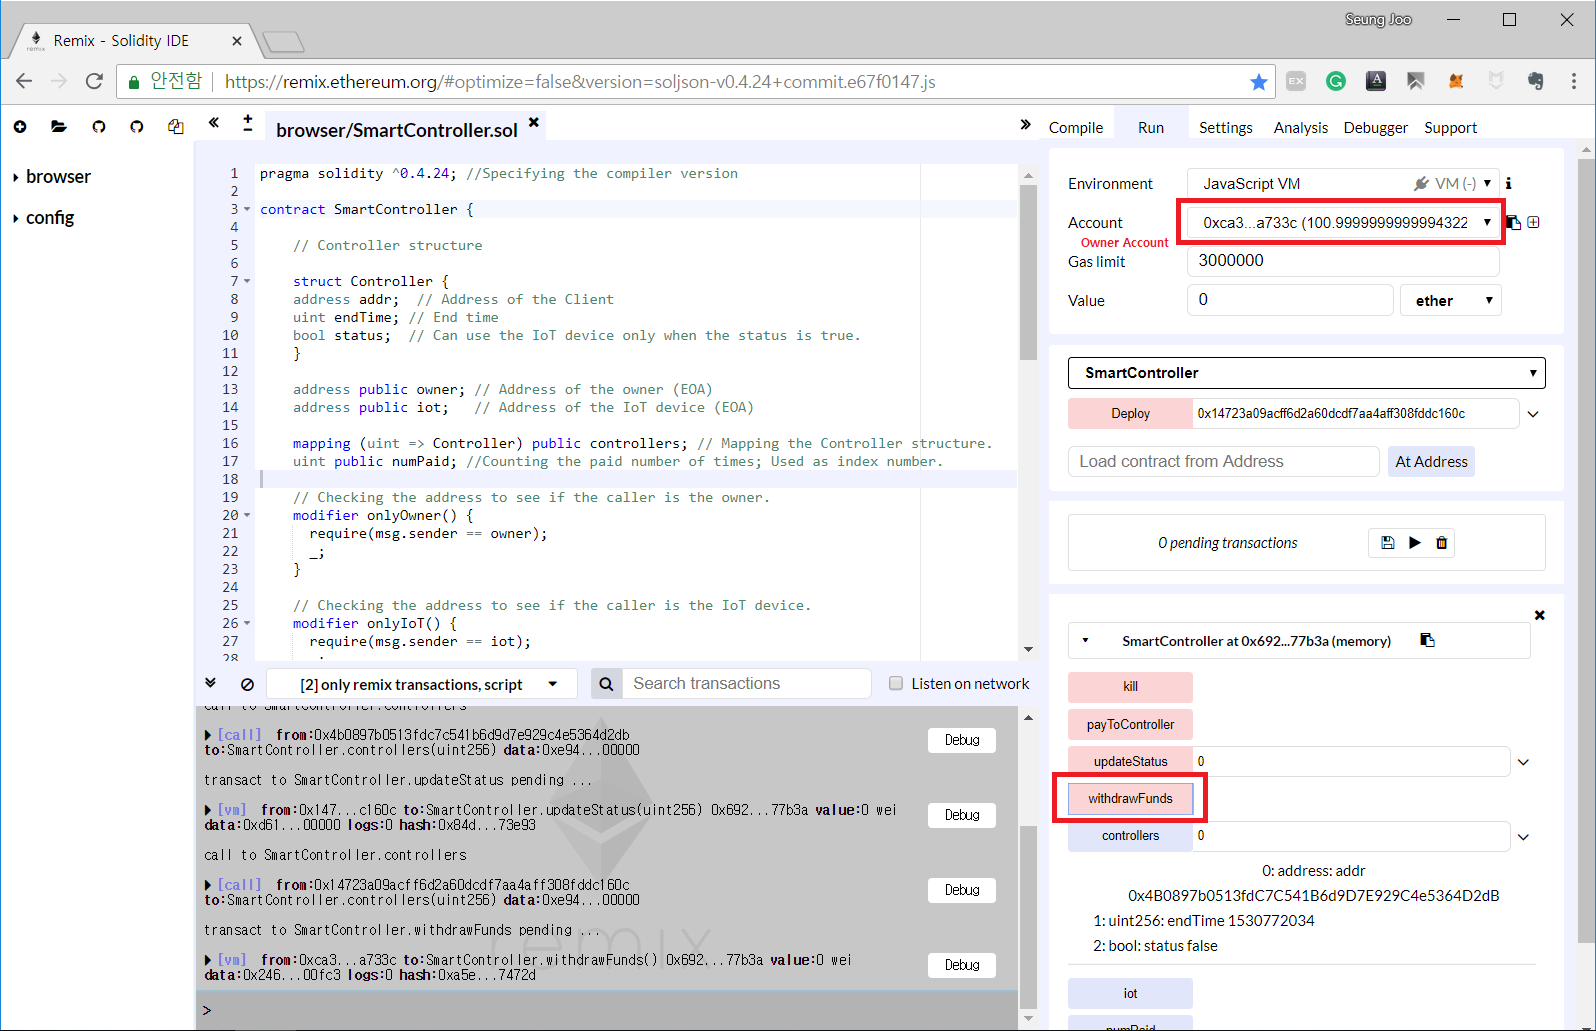 Seung Joo
Remix - Solidity IDE
안전함
https://remix.ethereum.org/#optimize=false&version=soljson-v0.4.24+commit.e67f0147.js
browser
config
browser/SmartController.sol
1 pragma solidity ^0.4.24; //Specifying the compiler version
2
3 contract SmartController {
4
5 // Controller structure
6
7 struct Controller {
8 address addr;  // Address of the Client
9 uint endTime; // End time
10 bool status;  // Can use the IoT device only when the status is true.
11 }
12
13 address public owner; // Address of the owner (EOA)
14 address public iot;   // Address of the IoT device (EOA)
15
16 mapping (uint => Controller) public controllers; // Mapping the Controller structure.
17 uint public numPaid; //Counting the paid number of times; Used as index number.
18
19 // Checking the address to see if the caller is the owner.
20 modifier onlyOwner() {
21 require(msg.sender == owner);
22 _;
23 }
24
25 // Checking the address to see if the caller is the IoT device.
26 modifier onlyIoT() {
27 require(msg.sender == iot);
28
[2] only remix transactions, script
Search transactions
Listen on network
call to SmartController.controllers
[call] from:0x4b0897b0513fdc7c541b6d9d7e929c4e5364d2db
to:SmartController.controllers(uint256) data:0xe94...00000
Debug
transact to SmartController.updateStatus pending ...
[vm] from:0x147...c160c to:SmartController.updateStatus(uint256) 0x692...77b3a value:0 wei
data:0xd61...00000 logs:0 hash:0x84d...73e93
Debug
call to SmartController.controllers
[call] from:0x14723a09acff6d2a60dcdf7aa4aff308fddc160c
to:SmartController.controllers(uint256) data:0xe94...00000
Debug
transact to SmartController.withdrawFunds pending ...
remix
[vm] from:0xca3...a733c to:SmartController.withdrawFunds() 0x692...77b3a value:0 wei
data:0x246...00fc3 logs:0 hash:0xa5e...7472d
Debug
>
Compile Run Settings Analysis Debugger Support
Environment JavaScript VM VM (-)
Account 0xca3...a733c (100.9999999999994322
Owner Account
Gas limit 3000000
Value 0 ether
SmartController
Deploy 0x14723a09acff6d2a60dcdf7aa4aff308fddc160c
Load contract from Address At Address
0 pending transactions
SmartController at 0x692...77b3a (memory)
kill
payToController
updateStatus 0
withdrawFunds
controllers 0
0: address: addr
0x4B0897b0513fdC7C541B6d9D7E929C4e5364D2dB
1: uint256: endTime 1530772034
2: bool: status false
iot
numPaid